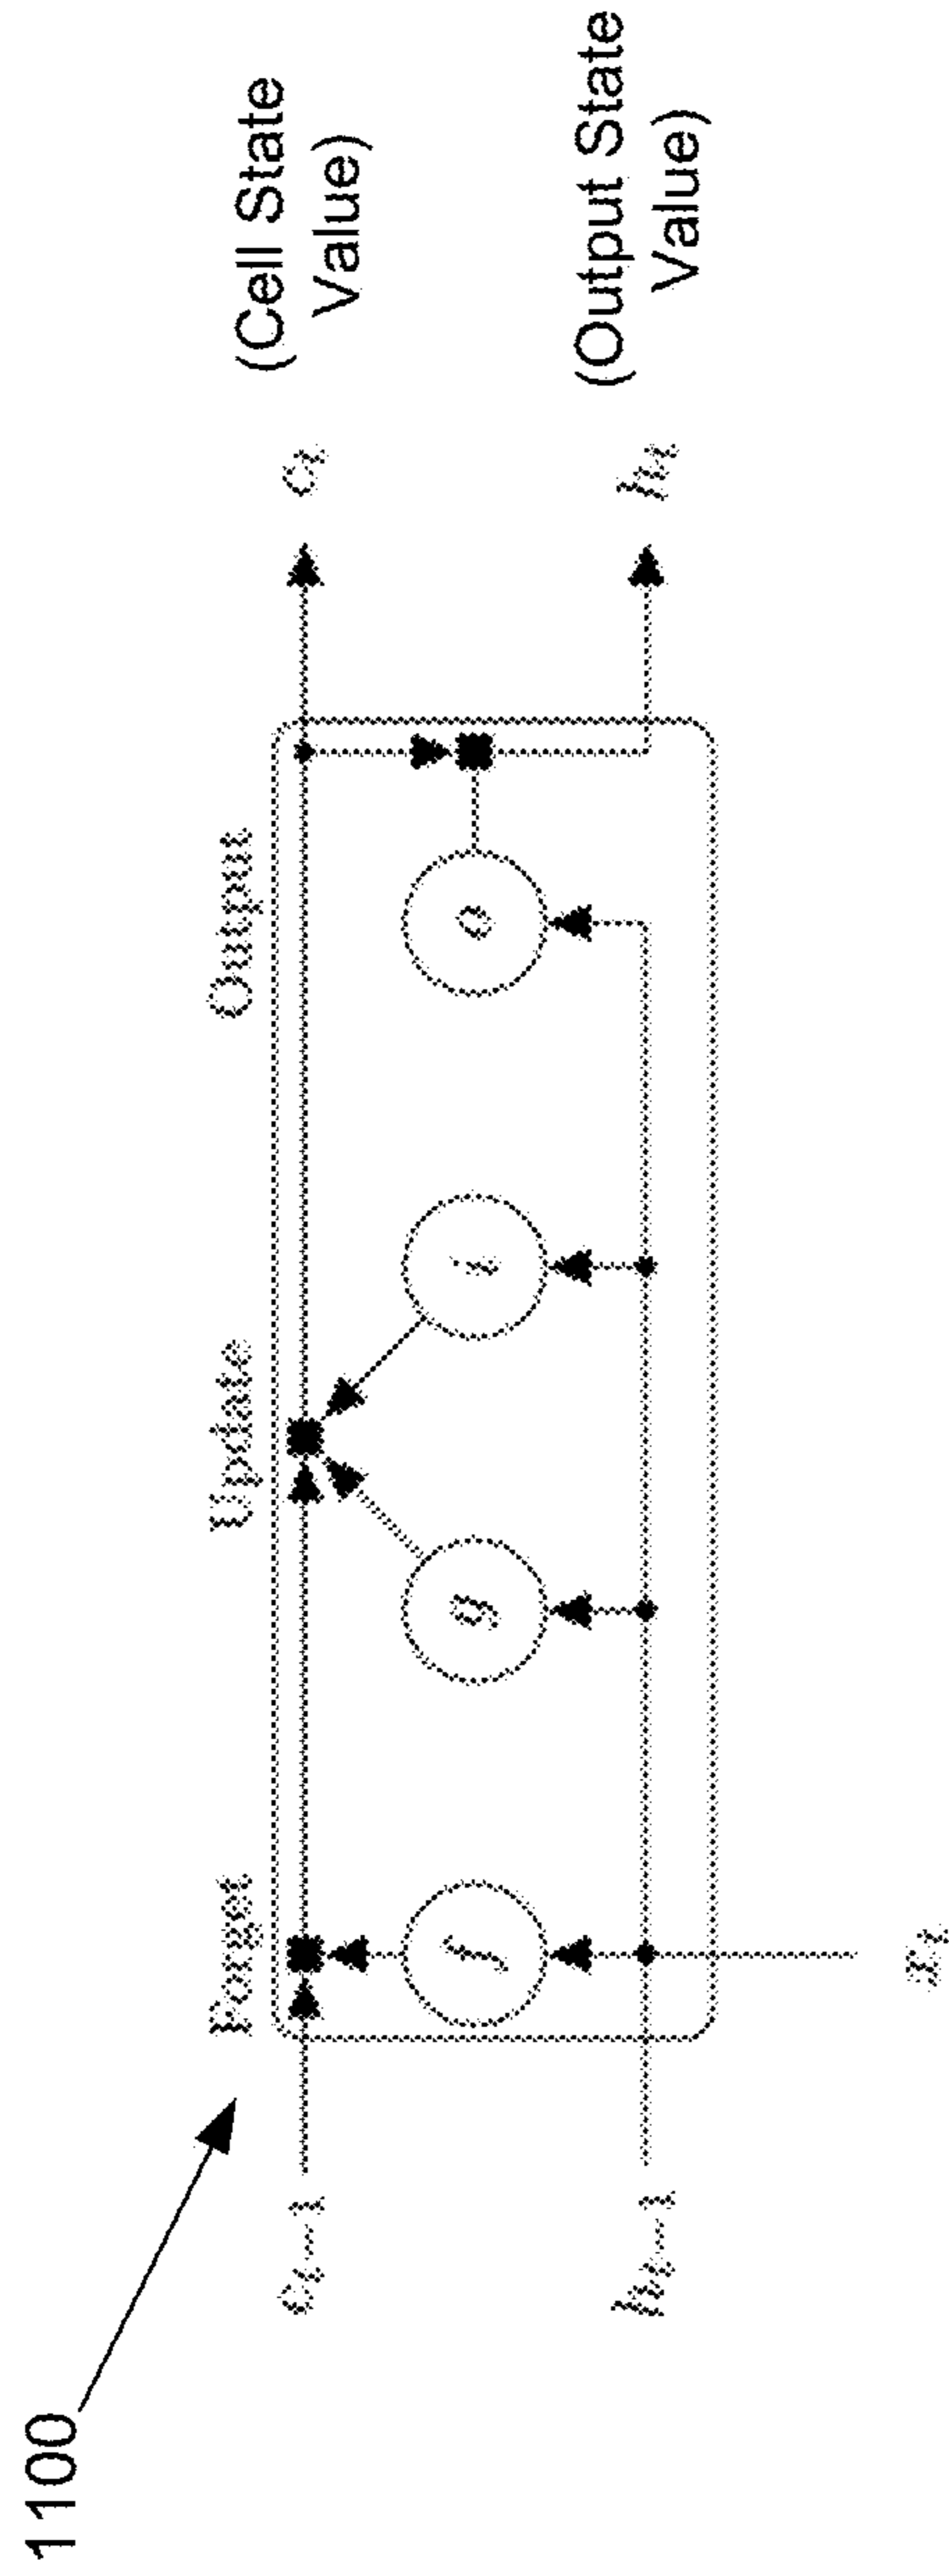 1100
Forget
Update
Output
c_{t−1}
c_t
(Cell State
Value)
f
g
i
o
h_{t−1}
h_t
(Output State
Value)
x_t